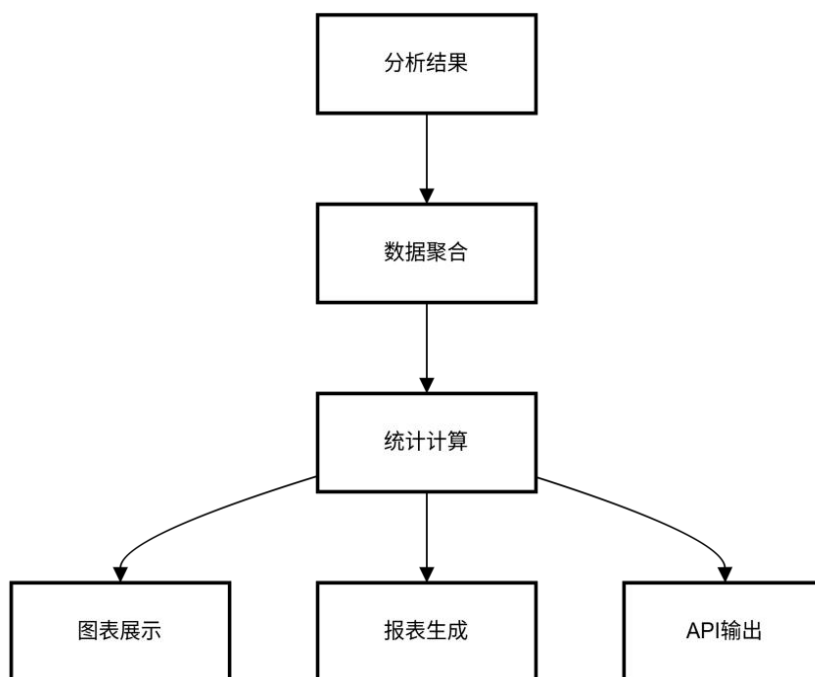 分析结果
数据聚合
统计计算
图表展示
报表生成
API输出